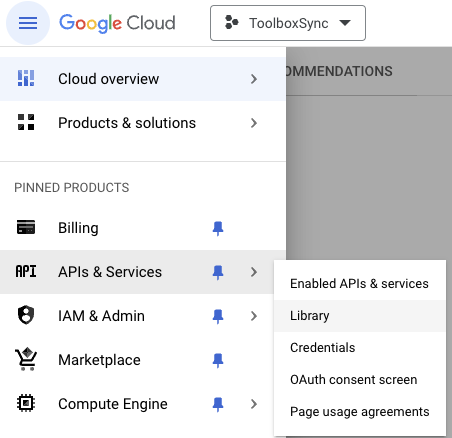 Google Cloud
ToolboxSync
OMMENDATIONS
Cloud overview
Products & solutions
PINNED PRODUCTS
Billing
API
APIs & Services
IAM & Admin
Marketplace
Compute Engine
Enabled APIs & services
Library
Credentials
OAuth consent screen
Page usage agreements